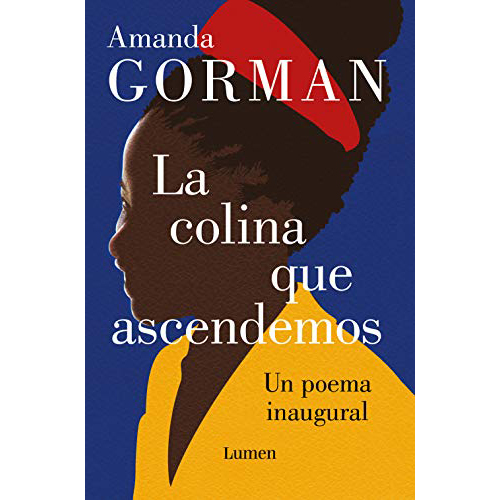 Amanda
GORMAN
La
colina
que
ascendemos
Un poema
inaugural
Lumen